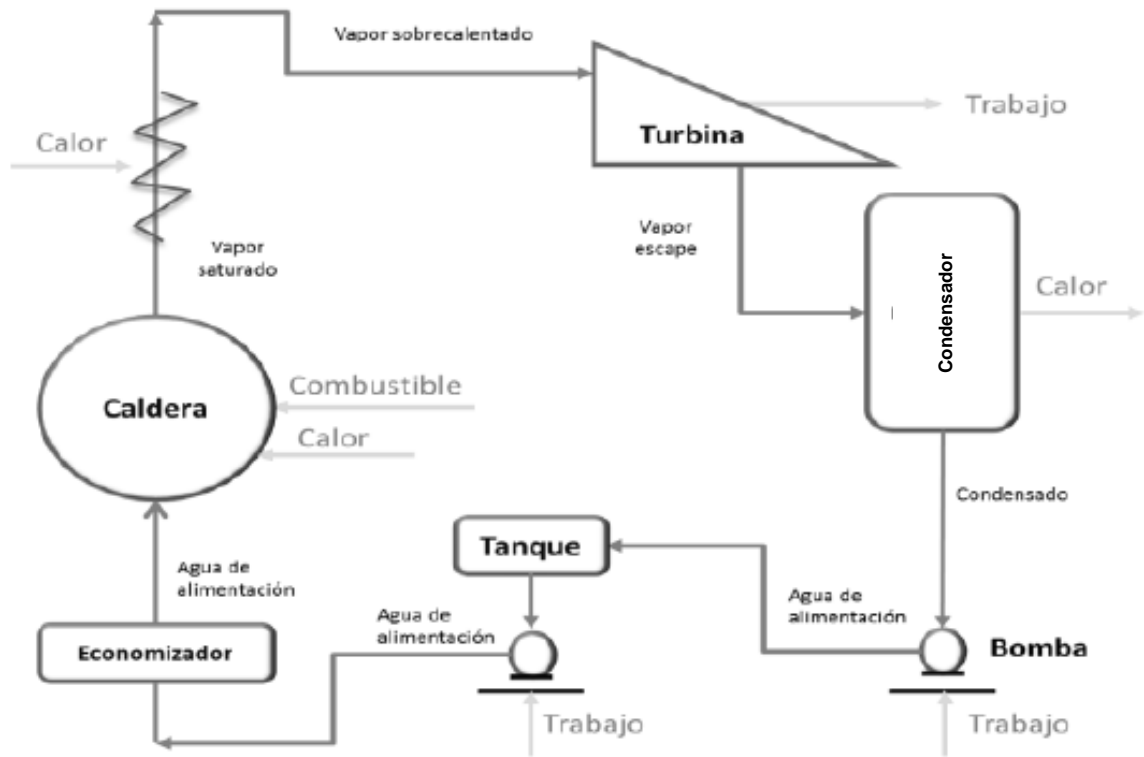 Vapor sobrecalentado
Trabajo
Turbina
Calor
Vapor
escape
Vapor
saturado
Condensador
Calor
Combustible
Caldera
Calor
Condensado
Tanque
Agua de
alimentación
Agua de
alimentación
Agua de
alimentación
Economizador
Bomba
Trabajo
Trabajo